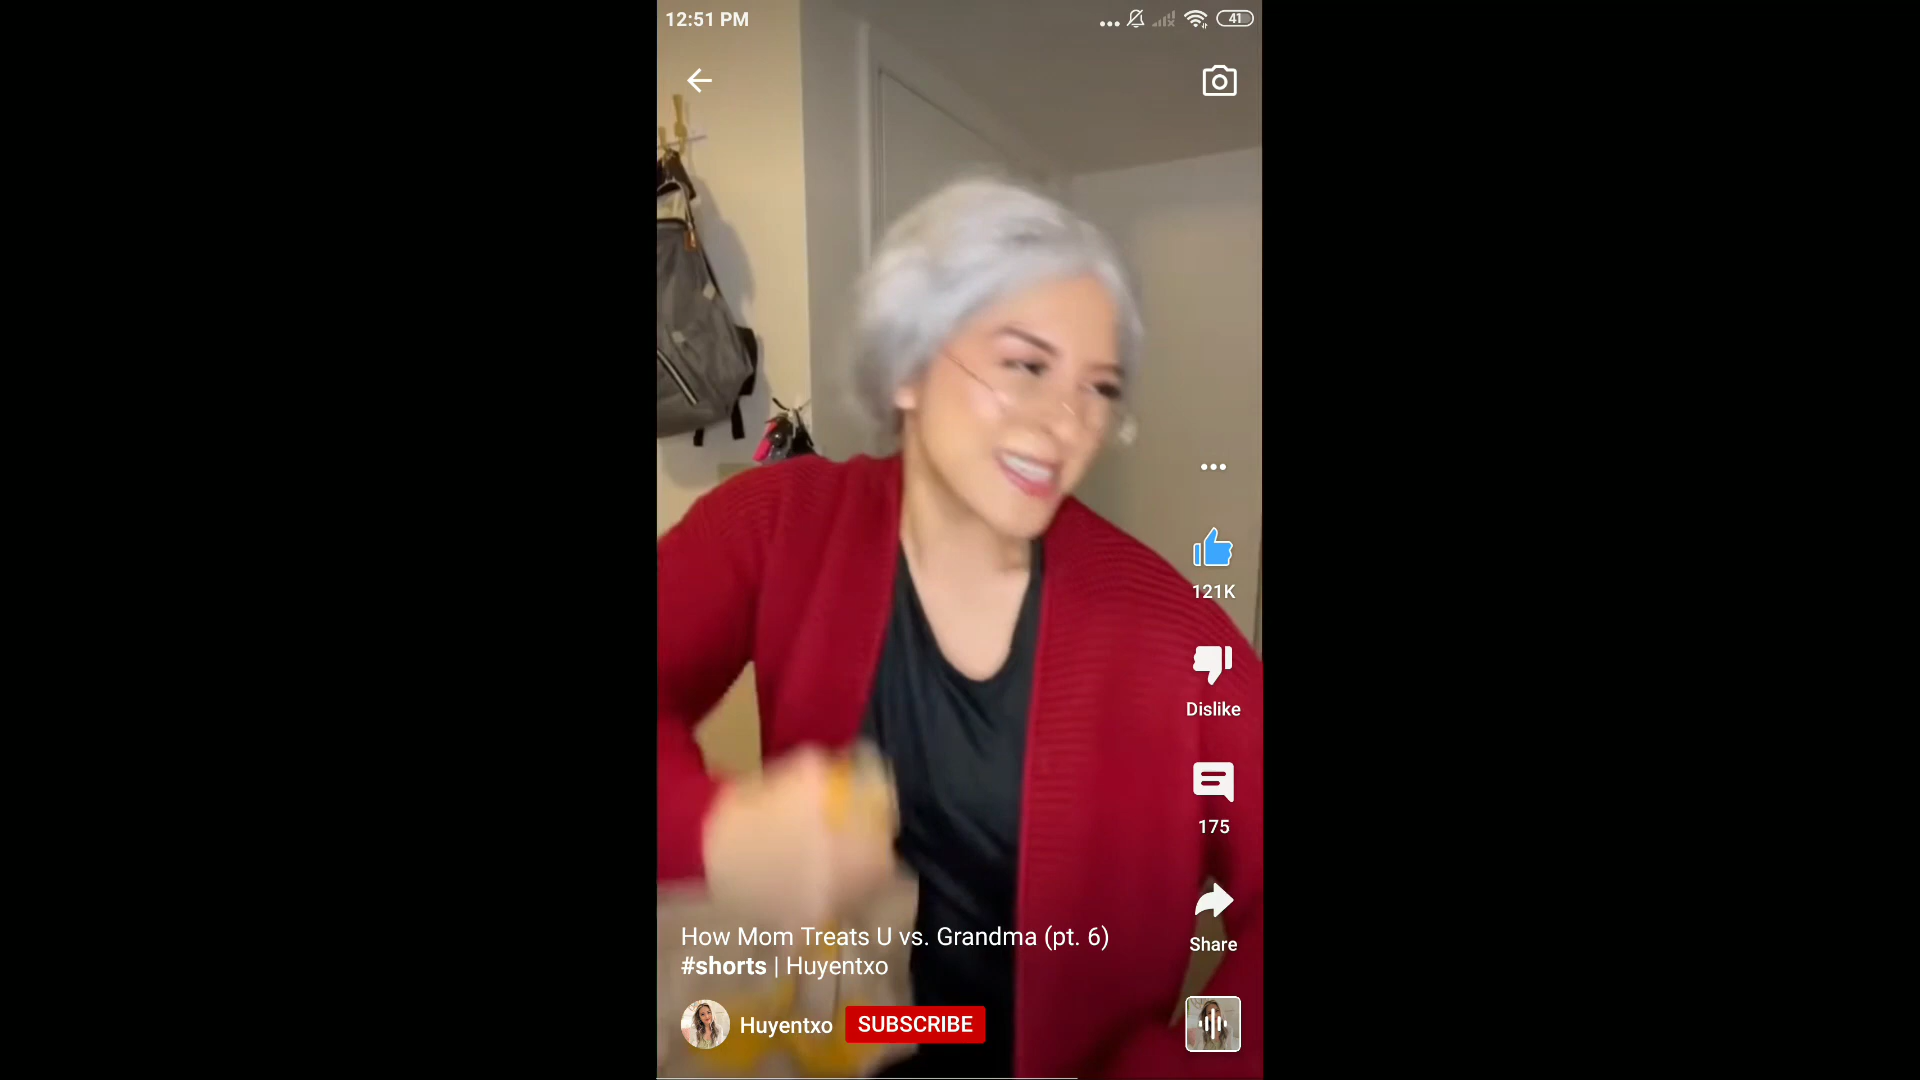 12:51 PM
41
121K
Dislike
175
Share
How Mom Treats U vs. Grandma (pt. 6)
#shorts | Huyentxo
Huyentxo SUBSCRIBE